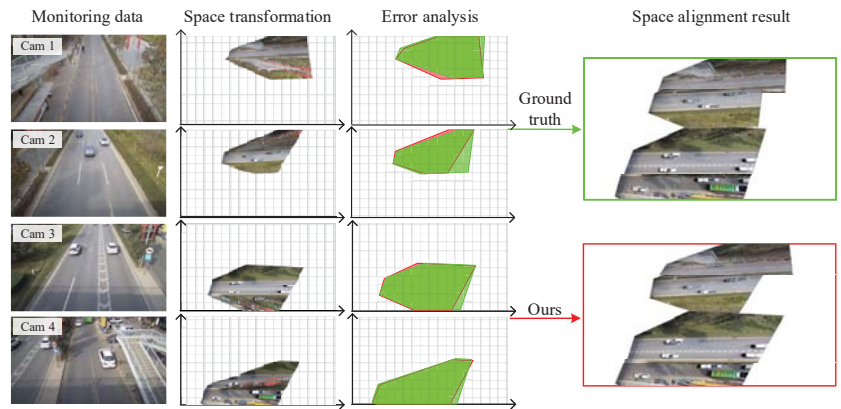 Monitoring data
Space transformation
Error analysis
Space alignment result
Cam 1
Cam 2
Cam 3
Cam 4
Ground
truth
Ours